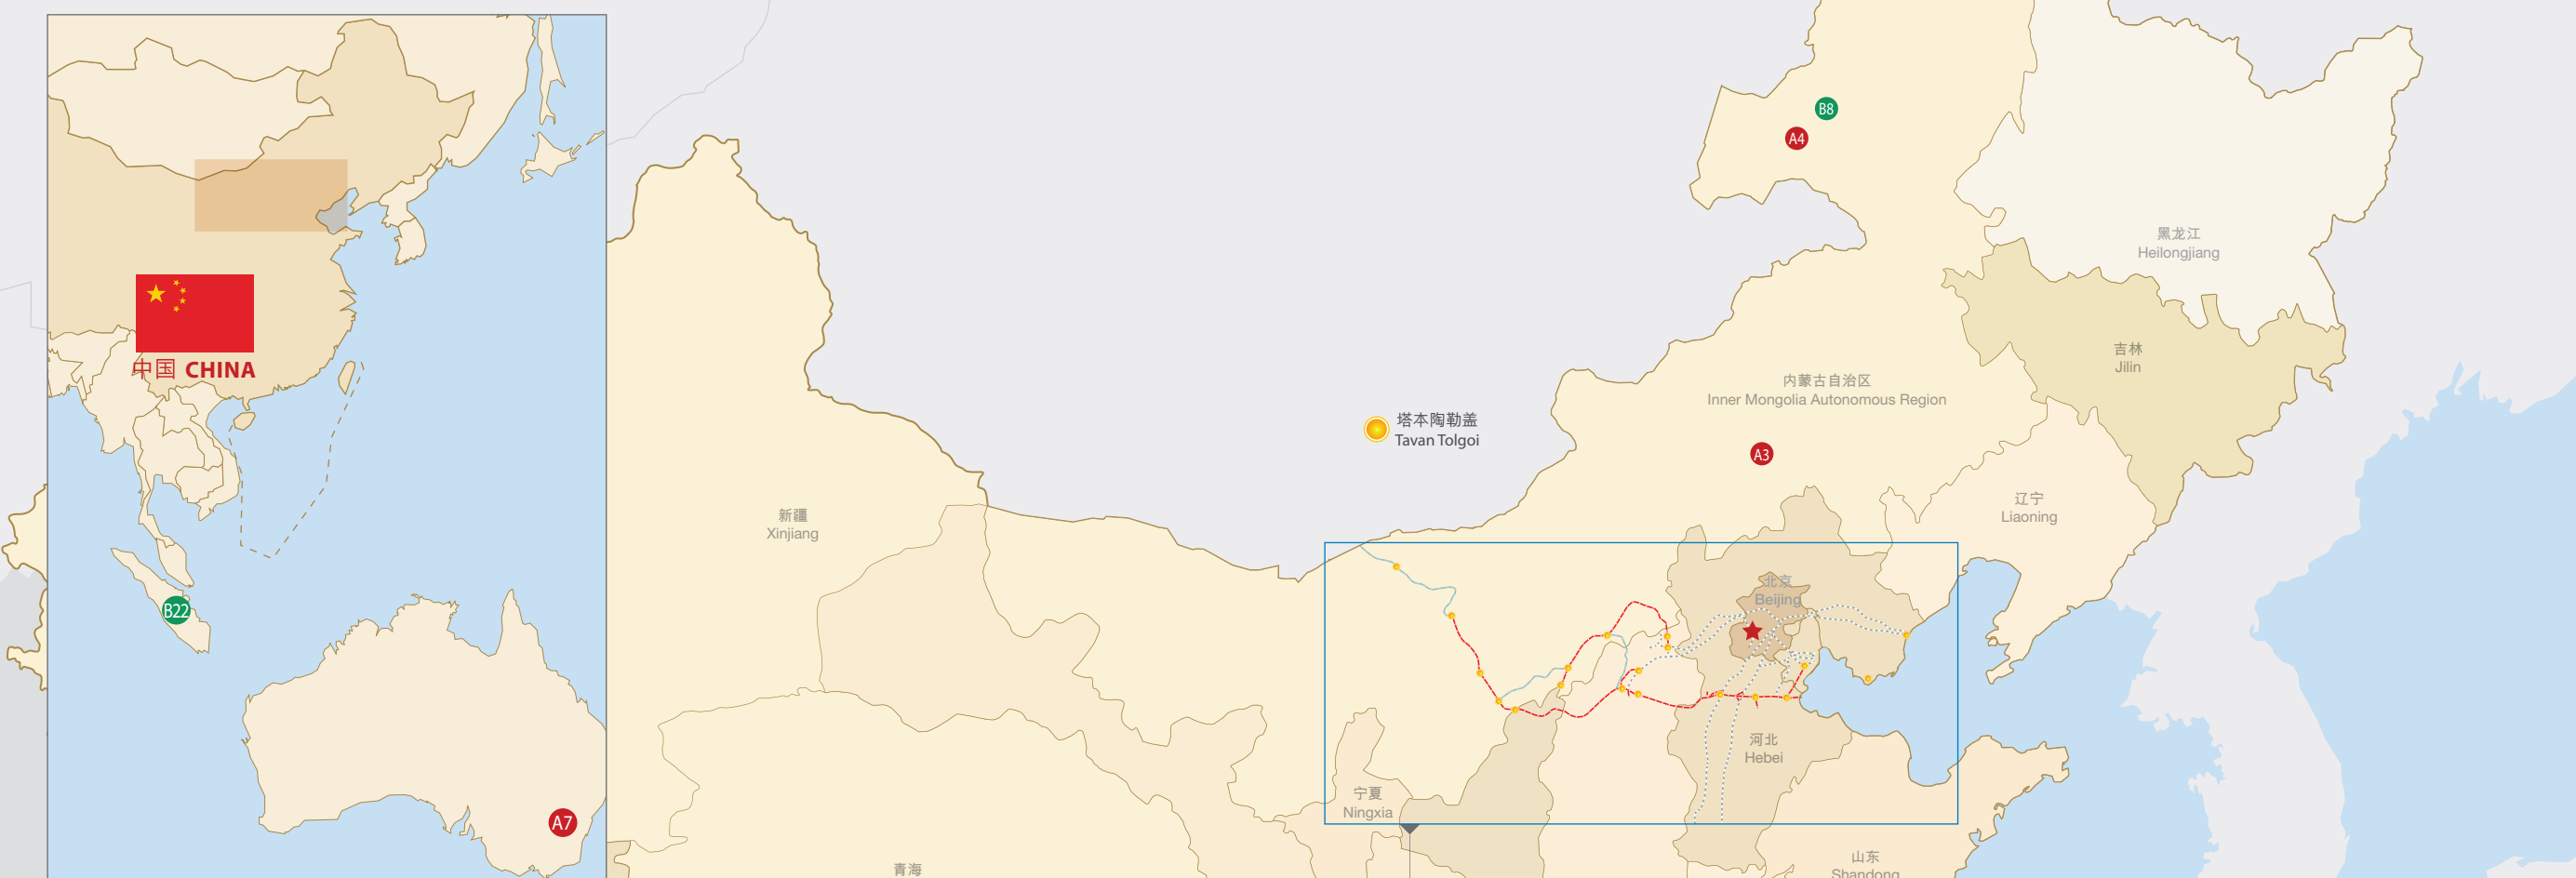 B8
A4
黑龙江
Heilongjiang
吉林
Jilin
中国 CHINA
内蒙古自治区
Inner Mongolia Autonomous Region
塔本陶勒盖
Tavan Tolgoi
A3
新疆
Xinjiang
辽宁
Liaoning
北京
Beijing
B22
河北
Hebei
宁夏
Ningxia
A7
青海
山东
Shandong